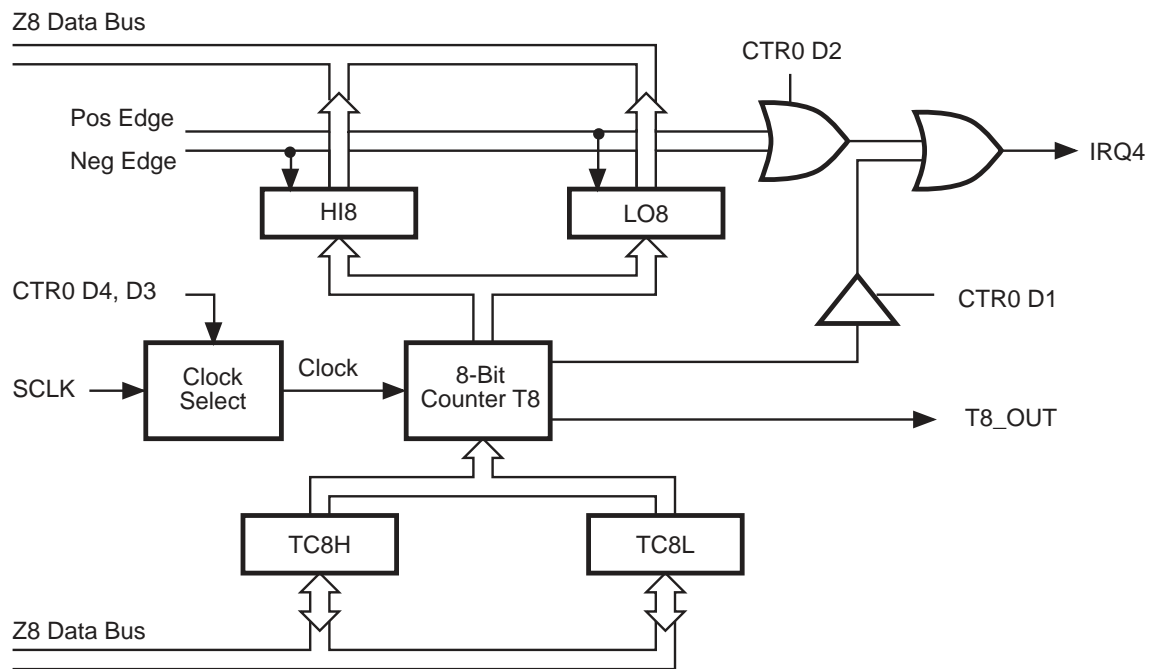 Z8 Data Bus
CTR0 D2
Pos Edge
Neg Edge
IRQ4
HI8
LO8
CTR0 D4, D3
CTR0 D1
SCLK
Clock
Select
Clock
8-Bit
Counter T8
T8_OUT
TC8H
TC8L
Z8 Data Bus